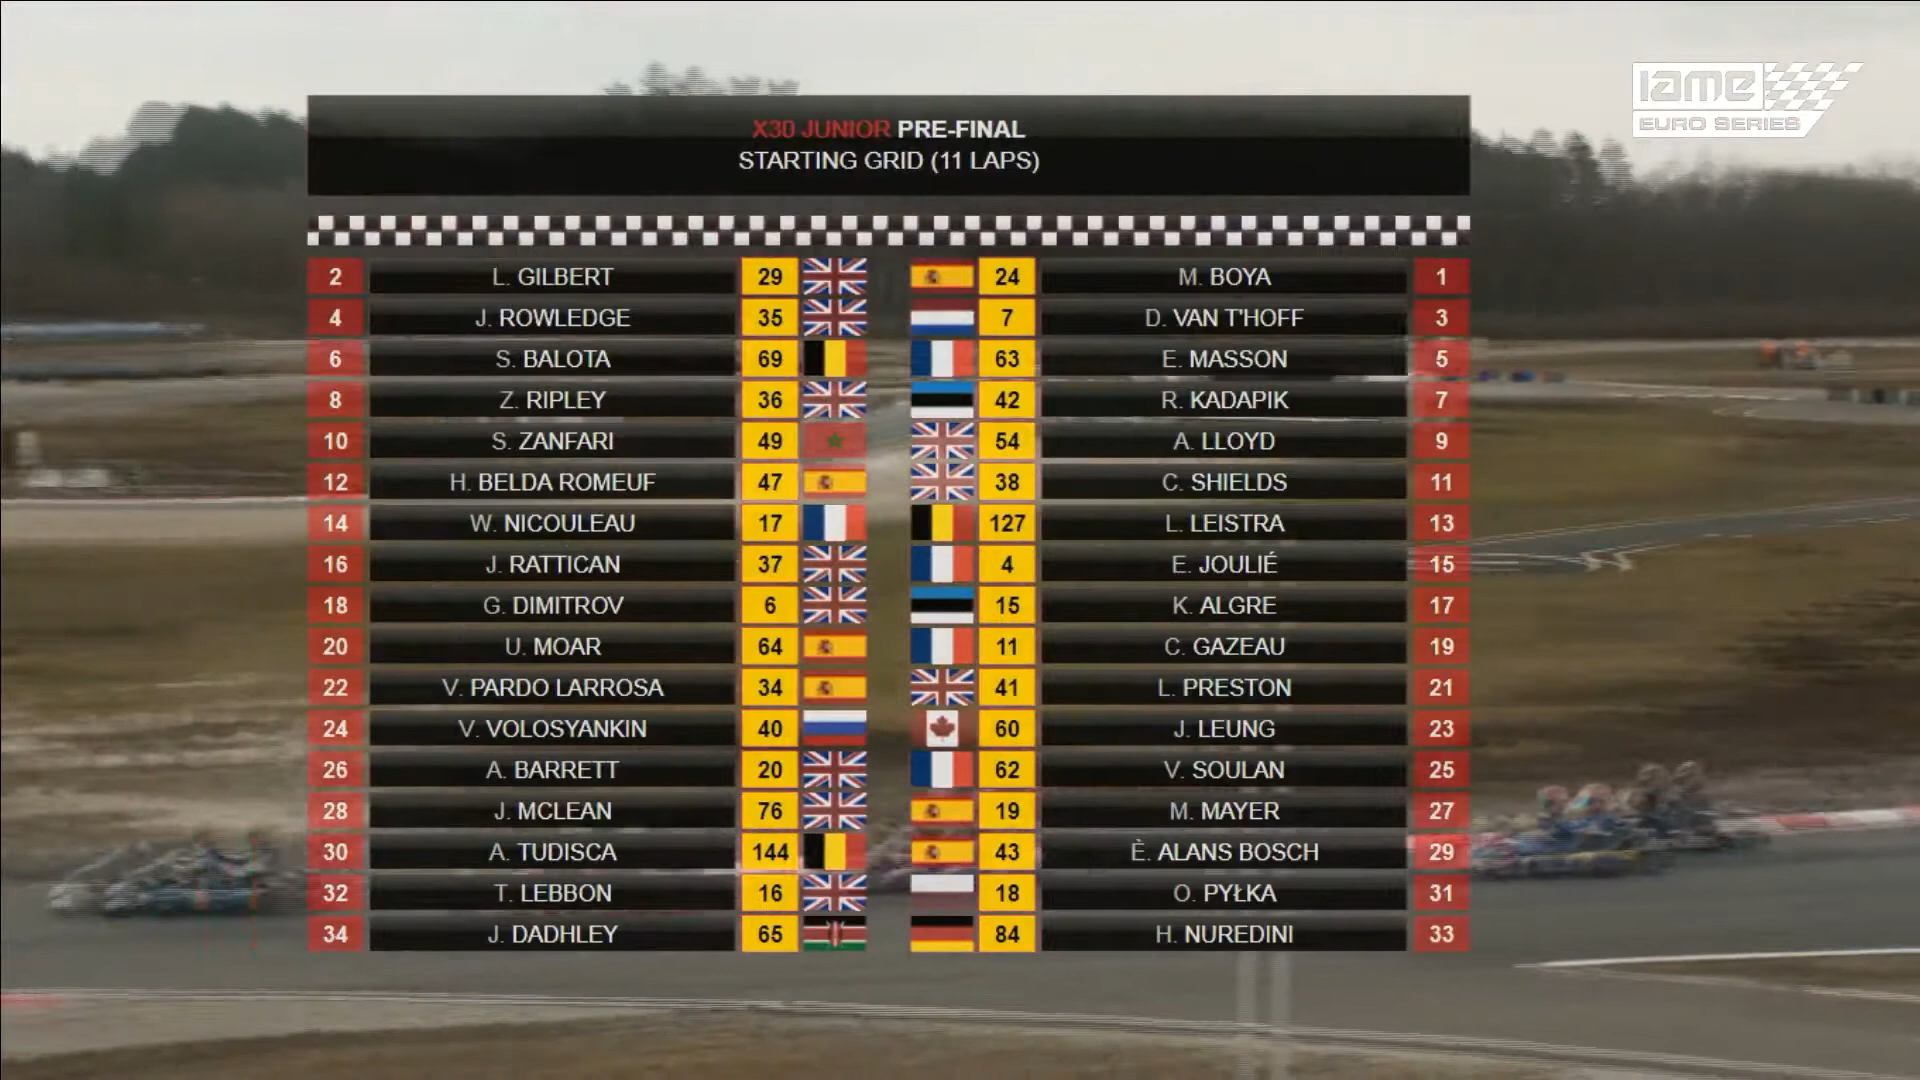 IAME
EURO SERIES
X30 JUNIOR PRE-FINAL
STARTING GRID (11 LAPS)
2 L. GILBERT 29 24 M. BOYA 1
4 J. ROWLEDGE 35 7 D. VAN T'HOFF 3
6 S. BALOTA 69 63 E. MASSON 5
8 Z. RIPLEY 36 42 R. KADAPIK 7
10 S. ZANFARI 49 54 A. LLOYD 9
12 H. BELDA ROMEUF 47 38 C. SHIELDS 11
14 W. NICOULEAU 17 127 L. LEISTRA 13
16 J. RATTICAN 37 4 E. JOULIÉ 15
18 G. DIMITROV 6 15 K. ALGRE 17
20 U. MOAR 64 11 C. GAZEAU 19
22 V. PARDO LARROSA 34 41 L. PRESTON 21
24 V. VOLOSYANKIN 40 60 J. LEUNG 23
26 A. BARRETT 20 62 V. SOULAN 25
28 J. MCLEAN 76 19 M. MAYER 27
30 A. TUDISCA 144 43 È. ALANS BOSCH 29
32 T. LEBBON 16 18 O. PYŁKA 31
34 J. DADHLEY 65 84 H. NUREDINI 33